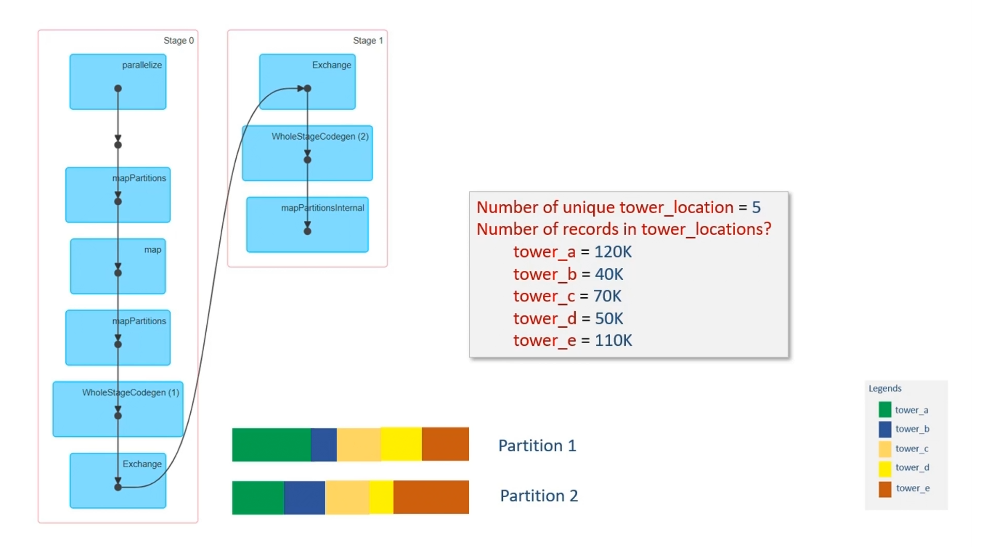 Stage 0
parallelize
mapPartitions
map
mapPartitions
WholeStageCodegen (1)
Exchange
Stage 1
Exchange
WholeStageCodegen (2)
mapPartitionsInternal
Number of unique tower_location = 5
Number of records in tower_locations?
tower_a = 120K
tower_b = 40K
tower_c = 70K
tower_d = 50K
tower_e = 110K
Partition 1
Partition 2
Legends
tower_a
tower_b
tower_c
tower_d
tower_e